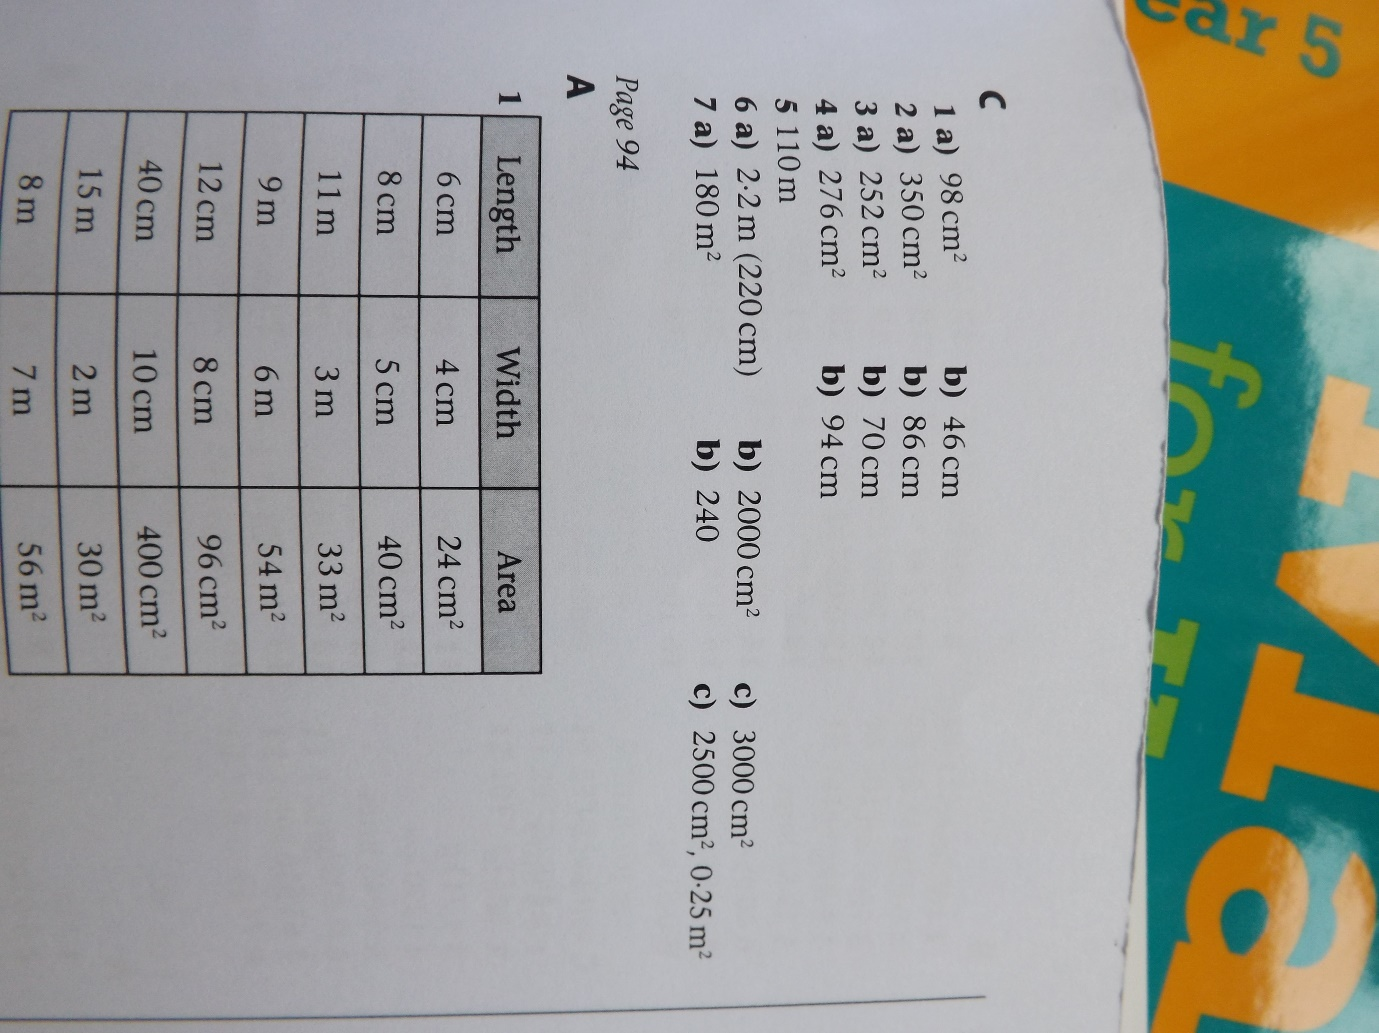 ear 5
for H
C
1 a) 98 cm² b) 46 cm
2 a) 350 cm² b) 86 cm
3 a) 252 cm² b) 70 cm
4 a) 276 cm² b) 94 cm
5 110 m
6 a) 2·2 m (220 cm) b) 2000 cm² c) 3000 cm²
7 a) 180 m² b) 240 c) 2500 cm², 0·25 m²
Page 94
A
1 Length Width Area
6 cm 4 cm 24 cm²
8 cm 5 cm 40 cm²
11 m 3 m 33 m²
9 m 6 m 54 m²
12 cm 8 cm 96 cm²
40 cm 10 cm 400 cm²
15 m 2 m 30 m²
8 m 7 m 56 m²